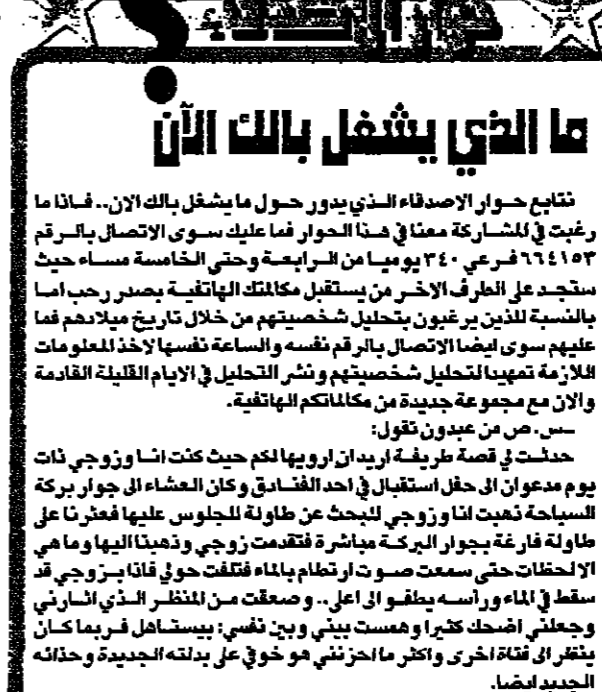 حوار الاصدقاء
ما الذي يشغل بالك الآن؟
نتابع حوار الاصدقاء الذي يدور حول ما يشغل بالك الان.. فاذا ما
رغبت في المشاركة معنا في هذا الحوار فما عليك سوى الاتصال بالرقم
٦٦٤١٥٣ فرعي ٣٤٠ يوميا من الرابعة وحتى الخامسة مساء حيث
ستجد على الطرف الاخر من يستقبل مكالمتك الهاتفية بصدر رحب اما
بالنسبة للذين يرغبون بتحليل شخصيتهم من خلال تاريخ ميلادهم فما
عليهم سوى ايضا الاتصال بالرقم نفسه والساعة نفسها لاخذ المعلومات
اللازمة تمهيدا لتحليل شخصيتهم ونشر التحليل في الايام القليلة القادمة
والان مع مجموعة جديدة من مكالماتكم الهاتفية.
ـس. ص من عبدون تقول:
حدثت لي قصة طريفة اريد ان ارويها لكم حيث كنت انا وزوجي ذات
يوم مدعوان الى حفل استقبال في احد الفنادق وكان العشاء الى جوار بركة
السباحة ذهبت انا وزوجي للبحث عن طاولة للجلوس عليها فعثرنا على
طاولة فارغة بجوار البركة مباشرة فتقدمت زوجي وذهبنا اليها وما هي
الا لحظات حتى سمعت صوت ارتطام بالماء فتلفت حولي فاذا بزوجي قد
سقط في الماء ورأسه يطفو الى اعلى.. وصعقت من المنظر الذي اثارني
وجعلني اضحك كثيرا وهمست بيني وبين نفسي: بيستاهل فربما كان
ينظر الى فتاة اخرى واكثر ما احزنني هو خوفي على بدلته الجديدة وحذائه
الجديد ايضا.